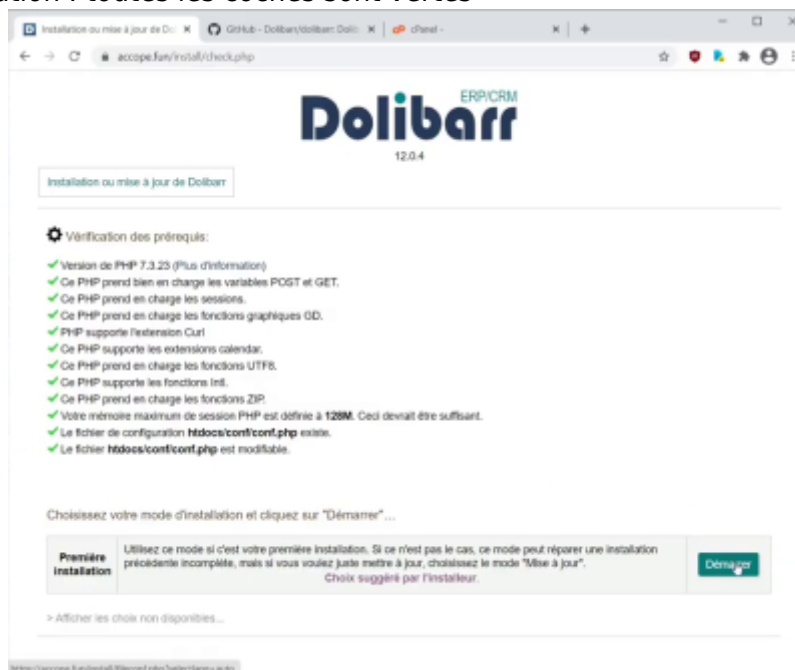 Installation ou mise à jour de Do
GitHub - Dolibarr/dolibarr: Doli
cPanel -
accope.fun/install/check.php
Dolibarr
ERP/CRM
12.0.4
Installation ou mise à jour de Dolibarr
Vérification des prérequis:
Version de PHP 7.3.23 (Plus d'information)
Ce PHP prend bien en charge les variables POST et GET.
Ce PHP prend en charge les sessions.
Ce PHP prend en charge les fonctions graphiques GD.
PHP supporte l'extension Curl
Ce PHP supporte les extensions calendar.
Ce PHP prend en charge les fonctions UTF8.
Ce PHP supporte les fonctions Intl.
Ce PHP prend en charge les fonctions ZIP.
Votre mémoire maximum de session PHP est définie à 128M. Ceci devrait être suffisant.
Le fichier de configuration htdocs/conf/conf.php existe.
Le fichier htdocs/conf/conf.php est modifiable.
Choisissez votre mode d'installation et cliquez sur "Démarrer"...
Première installation
Utilisez ce mode si c'est votre première installation. Si ce n'est pas le cas, ce mode peut réparer une installation
précédente incomplète, mais si vous voulez juste mettre à jour, choisissez le mode "Mise à jour".
Choix suggéré par l'installeur.
Démarrer
> Afficher les choix non disponibles...